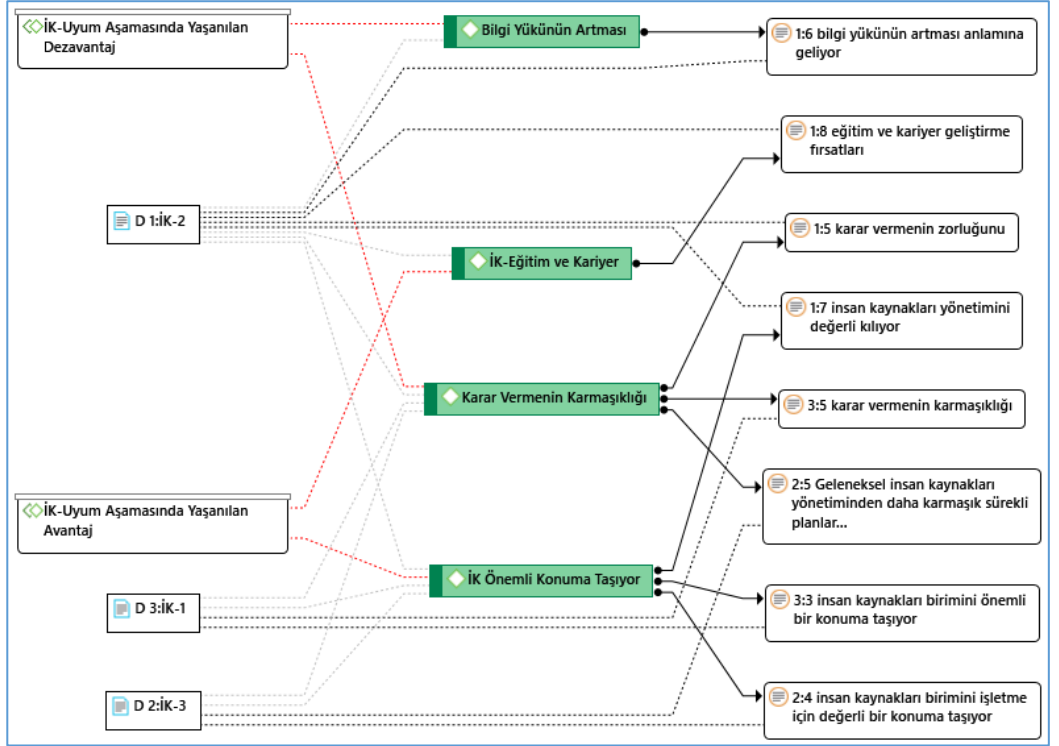 İK-Uyum Aşamasında Yaşanılan
Dezavantaj
D 1:İK-2
İK-Uyum Aşamasında Yaşanılan
Avantaj
D 3:İK-1
D 2:İK-3
Bilgi Yükünün Artması
İK-Eğitim ve Kariyer
Karar Vermenin Karmaşıklığı
İK Önemli Konuma Taşıyor
1:6 bilgi yükünün artması anlamına
geliyor
1:8 eğitim ve kariyer geliştirme
fırsatları
1:5 karar vermenin zorluğunu
1:7 insan kaynakları yönetimini
değerli kılıyor
3:5 karar vermenin karmaşıklığı
2:5 Geleneksel insan kaynakları
yönetiminden daha karmaşık sürekli
planlar...
3:3 insan kaynakları birimini önemli
bir konuma taşıyor
2:4 insan kaynakları birimini işletme
için değerli bir konuma taşıyor